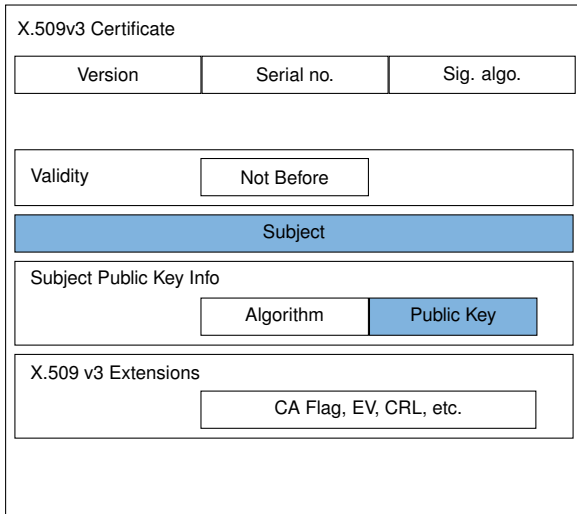 X.509v3 Certificate
Version Serial no. Sig. algo.
Validity Not Before
Subject
Subject Public Key Info
Algorithm Public Key
X.509 v3 Extensions
CA Flag, EV, CRL, etc.